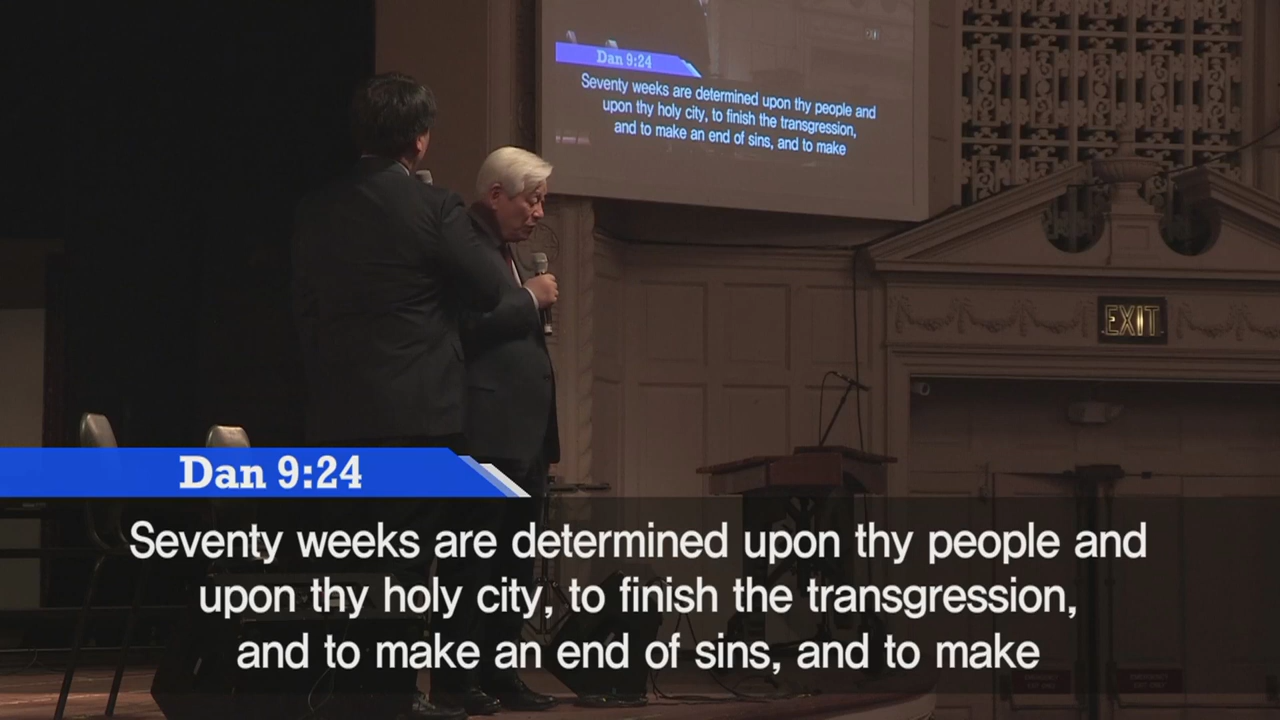 Dan 9:24
Seventy weeks are determined upon thy people and
upon thy holy city, to finish the transgression,
and to make an end of sins, and to make
EXIT
Dan 9:24
Seventy weeks are determined upon thy people and
upon thy holy city, to finish the transgression,
and to make an end of sins, and to make